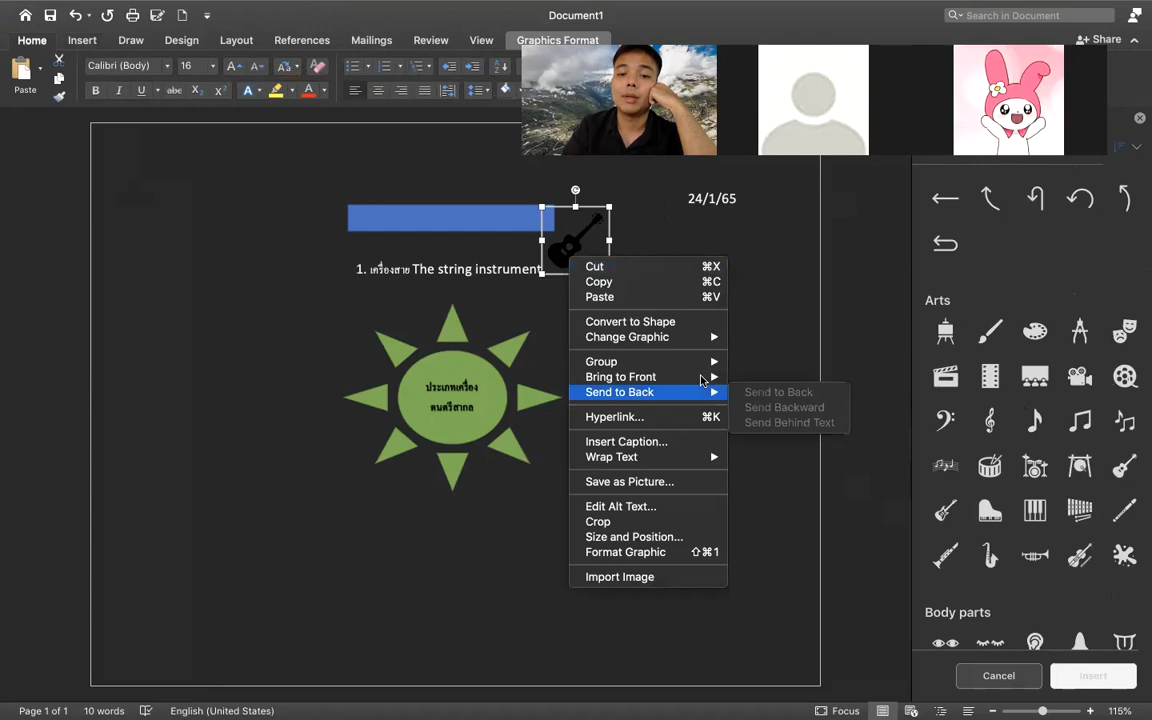 Document1
Search in Document
Home Insert Draw Design Layout References Mailings Review View Graphics Format
Share
Paste
Calibri (Body) 16
B I U abc X₂ X² A A
24/1/65
1. เครื่องสาย The string instrument
ประเภทเครื่อง
ดนตรีสากล
Cut ⌘X
Copy ⌘C
Paste ⌘V
Convert to Shape
Change Graphic
Group
Bring to Front
Send to Back
Hyperlink... ⌘K
Insert Caption...
Wrap Text
Save as Picture...
Edit Alt Text...
Crop
Size and Position...
Format Graphic ⇧⌘1
Import Image
Send to Back
Send Backward
Send Behind Text
Arts
Body parts
Cancel Insert
Page 1 of 1 10 words English (United States) Focus 115%